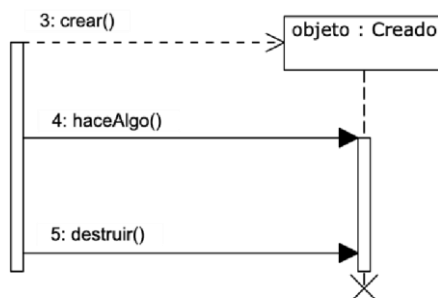 3: crear()
objeto : Creado
4: haceAlgo()
5: destruir()